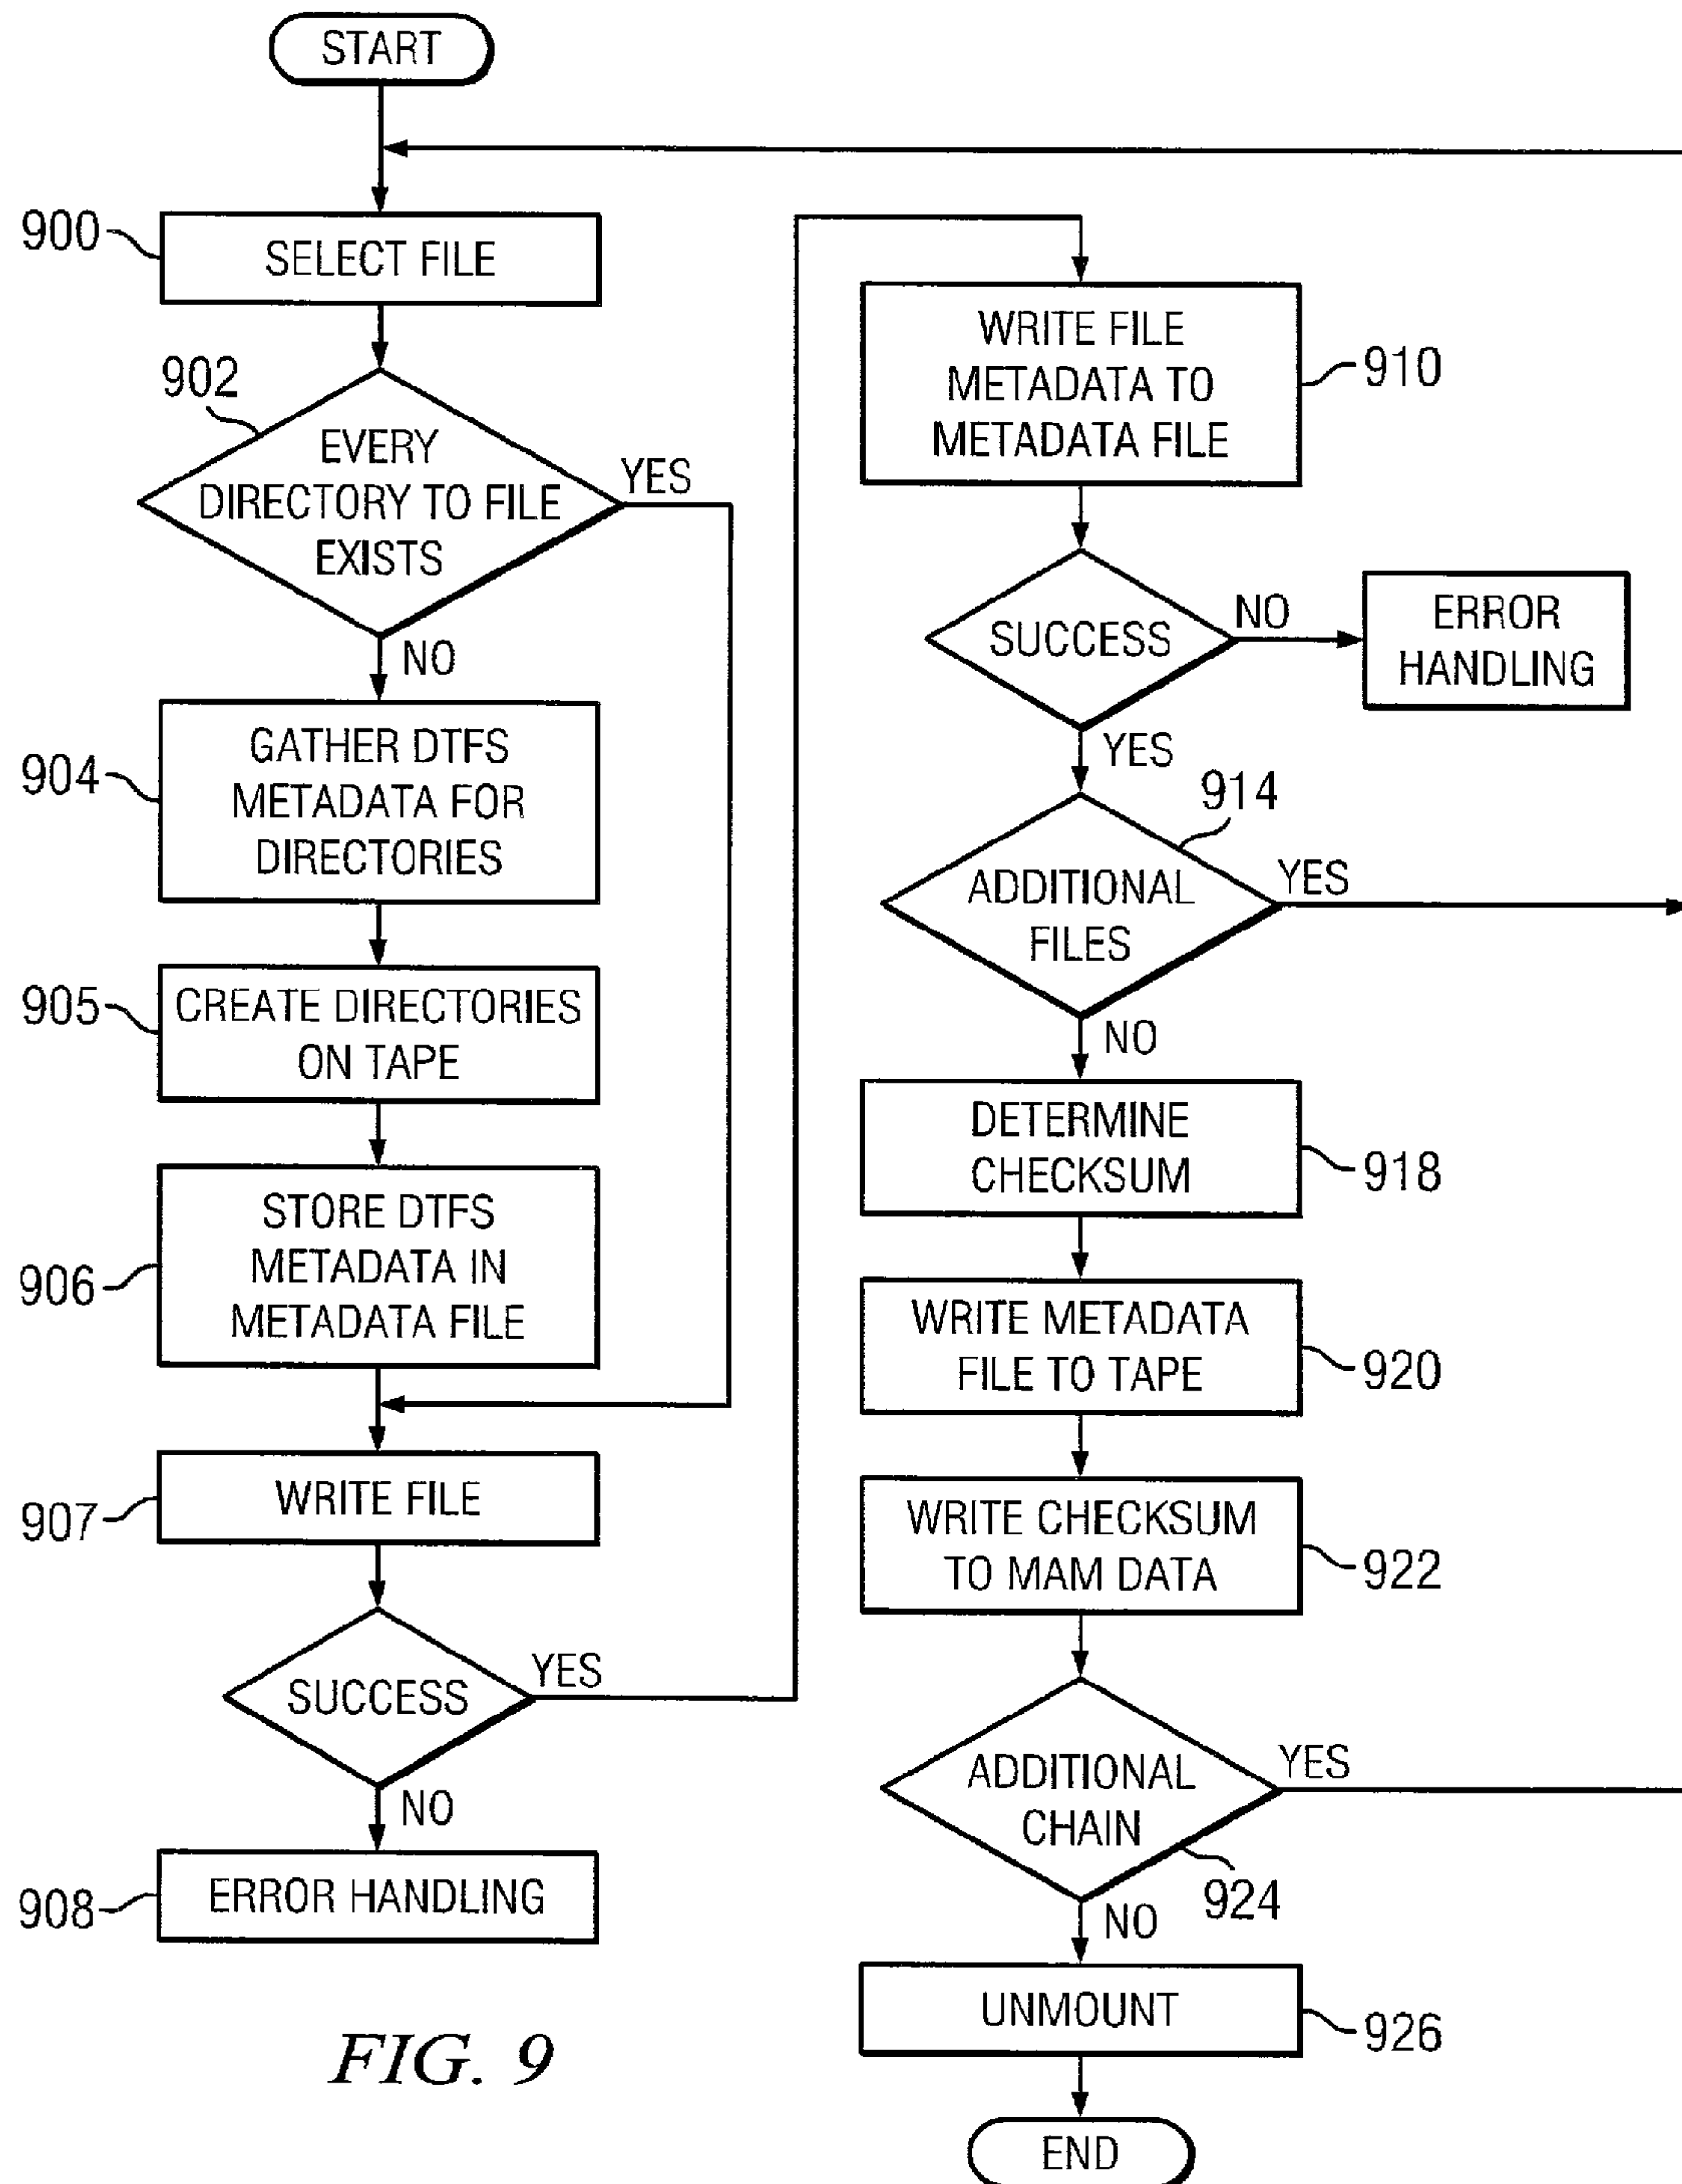 START
900
SELECT FILE
902
EVERY
DIRECTORY TO FILE
EXISTS
YES
NO
904
GATHER DTFS
METADATA FOR
DIRECTORIES
905
CREATE DIRECTORIES
ON TAPE
906
STORE DTFS
METADATA IN
METADATA FILE
907
WRITE FILE
SUCCESS
YES
NO
908
ERROR HANDLING
FIG. 9
WRITE FILE
METADATA TO
METADATA FILE
910
SUCCESS
NO
ERROR
HANDLING
YES
914
ADDITIONAL
FILES
YES
NO
DETERMINE
CHECKSUM
918
WRITE METADATA
FILE TO TAPE
920
WRITE CHECKSUM
TO MAM DATA
922
ADDITIONAL
CHAIN
YES
924
NO
UNMOUNT
926
END